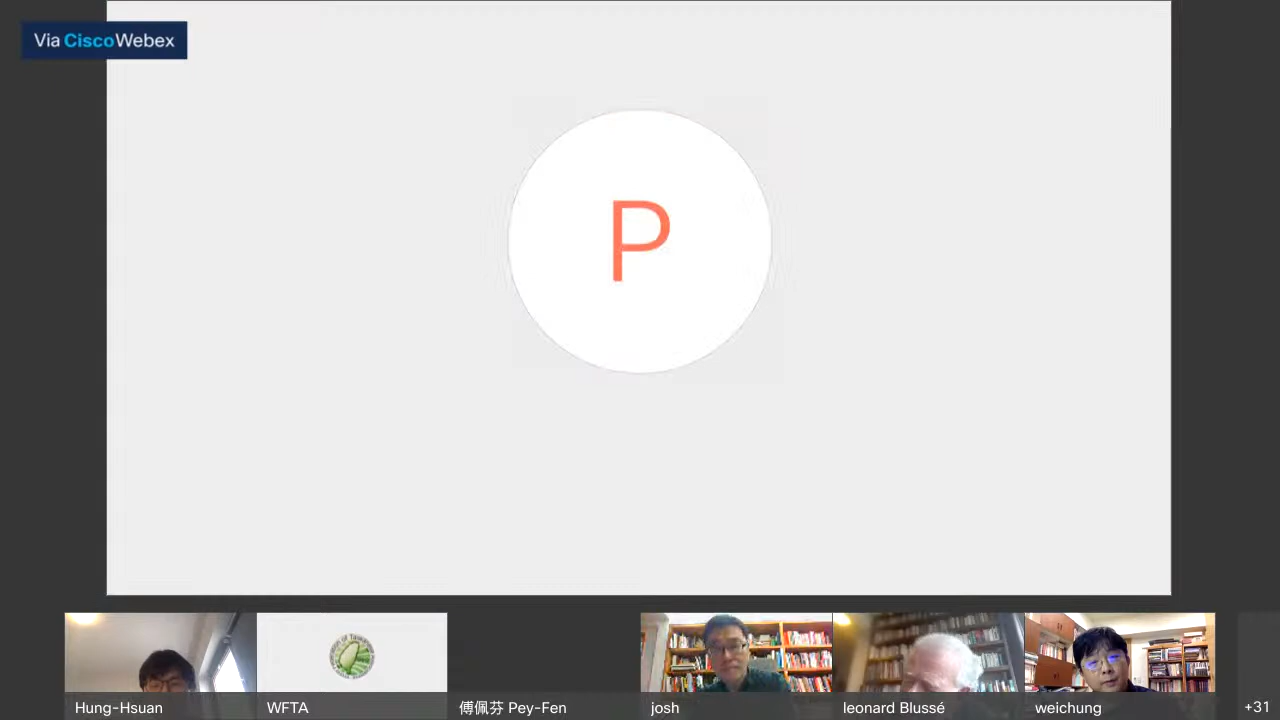 Via CiscoWebex
P
Hung-Hsuan
WFTA
傅佩芬 Pey-Fen
josh
leonard Blussé
weichung
+31